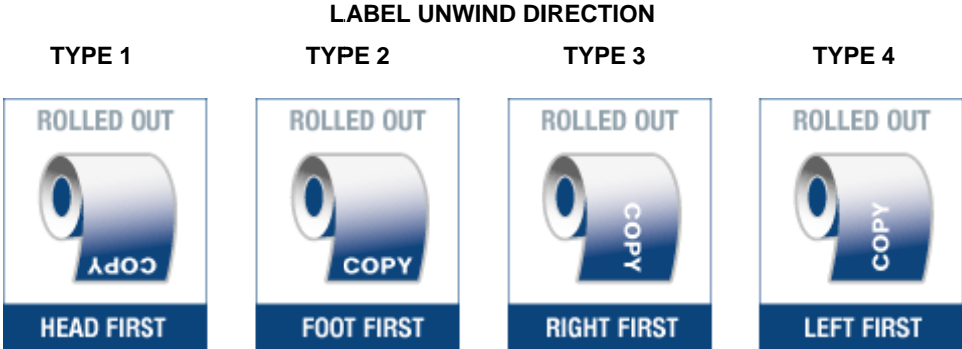 LABEL UNWIND DIRECTION
TYPE 1 TYPE 2 TYPE 3 TYPE 4
ROLLED OUT ROLLED OUT ROLLED OUT ROLLED OUT
COPY COPY COPY COPY
HEAD FIRST FOOT FIRST RIGHT FIRST LEFT FIRST